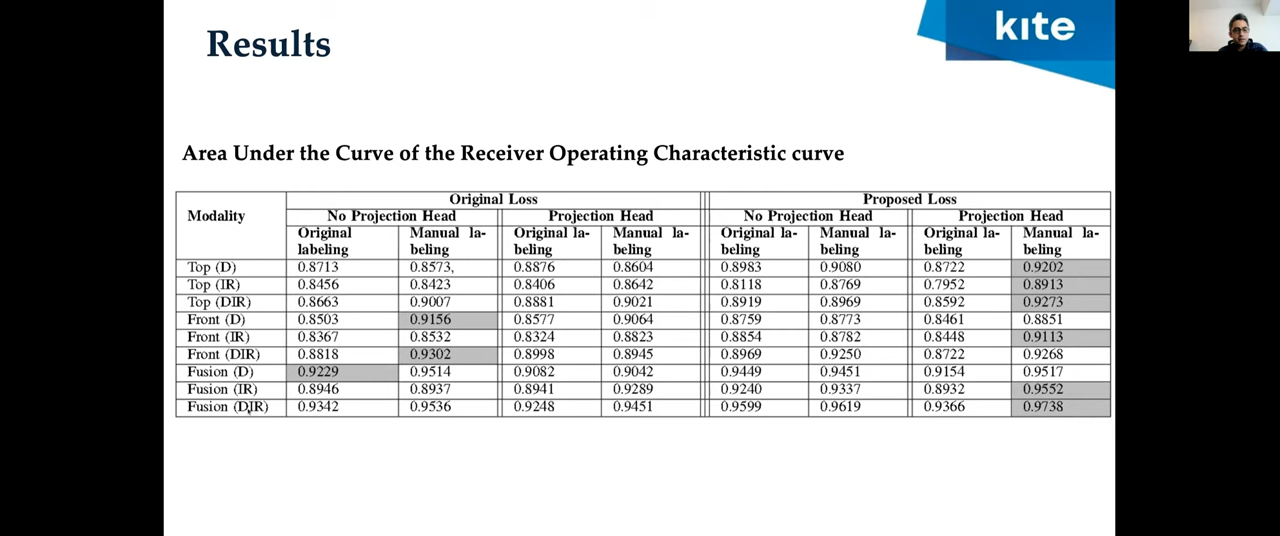 Results
kite
Area Under the Curve of the Receiver Operating Characteristic curve
Modality Original Loss Proposed Loss
No Projection Head Projection Head No Projection Head Projection Head
Original labeling Manual la-beling Original la-beling Manual la-beling Original la-beling Manual la-beling Original la-beling Manual la-beling
Top (D) 0.8713 0.8573, 0.8876 0.8604 0.8983 0.9080 0.8722 0.9202
Top (IR) 0.8456 0.8423 0.8406 0.8642 0.8118 0.8769 0.7952 0.8913
Top (DIR) 0.8663 0.9007 0.8881 0.9021 0.8919 0.8969 0.8592 0.9273
Front (D) 0.8503 0.9156 0.8577 0.9064 0.8759 0.8773 0.8461 0.8851
Front (IR) 0.8367 0.8532 0.8324 0.8823 0.8854 0.8782 0.8448 0.9113
Front (DIR) 0.8818 0.9302 0.8998 0.8945 0.8969 0.9250 0.8722 0.9268
Fusion (D) 0.9229 0.9514 0.9082 0.9042 0.9449 0.9451 0.9154 0.9517
Fusion (IR) 0.8946 0.8937 0.8941 0.9289 0.9240 0.9337 0.8932 0.9552
Fusion (DIR) 0.9342 0.9536 0.9248 0.9451 0.9599 0.9619 0.9366 0.9738